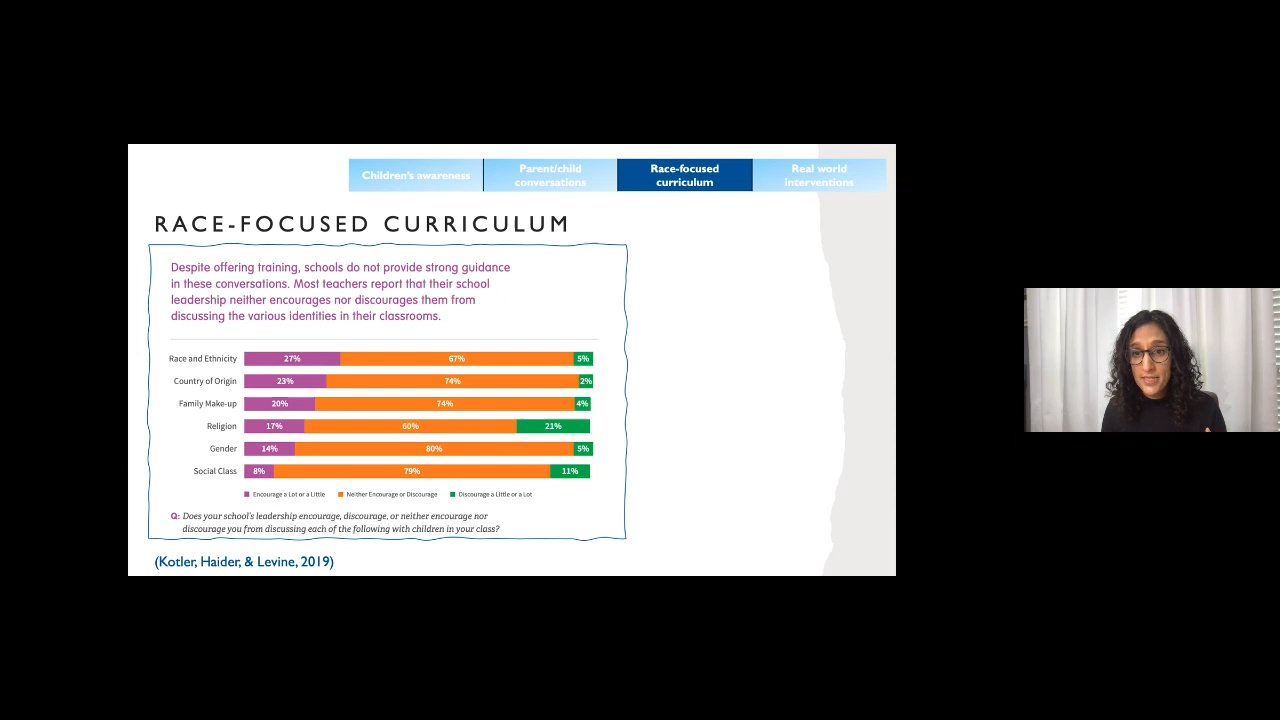 Children's awareness
Parent/child
conversations
Race-focused
curriculum
Real world
interventions
RACE-FOCUSED CURRICULUM
Despite offering training, schools do not provide strong guidance
in these conversations. Most teachers report that their school
leadership neither encourages nor discourages them from
discussing the various identities in their classrooms.
Race and Ethnicity 27% 67% 5%
Country of Origin 23% 74% 2%
Family Make-up 20% 74% 4%
Religion 17% 60% 21%
Gender 14% 80% 5%
Social Class 8% 79% 11%
Encourage a Lot or a Little Neither Encourage or Discourage Discourage a Little or a Lot
Q: Does your school's leadership encourage, discourage, or neither encourage nor
discourage you from discussing each of the following with children in your class?
(Kotler, Haider, & Levine, 2019)